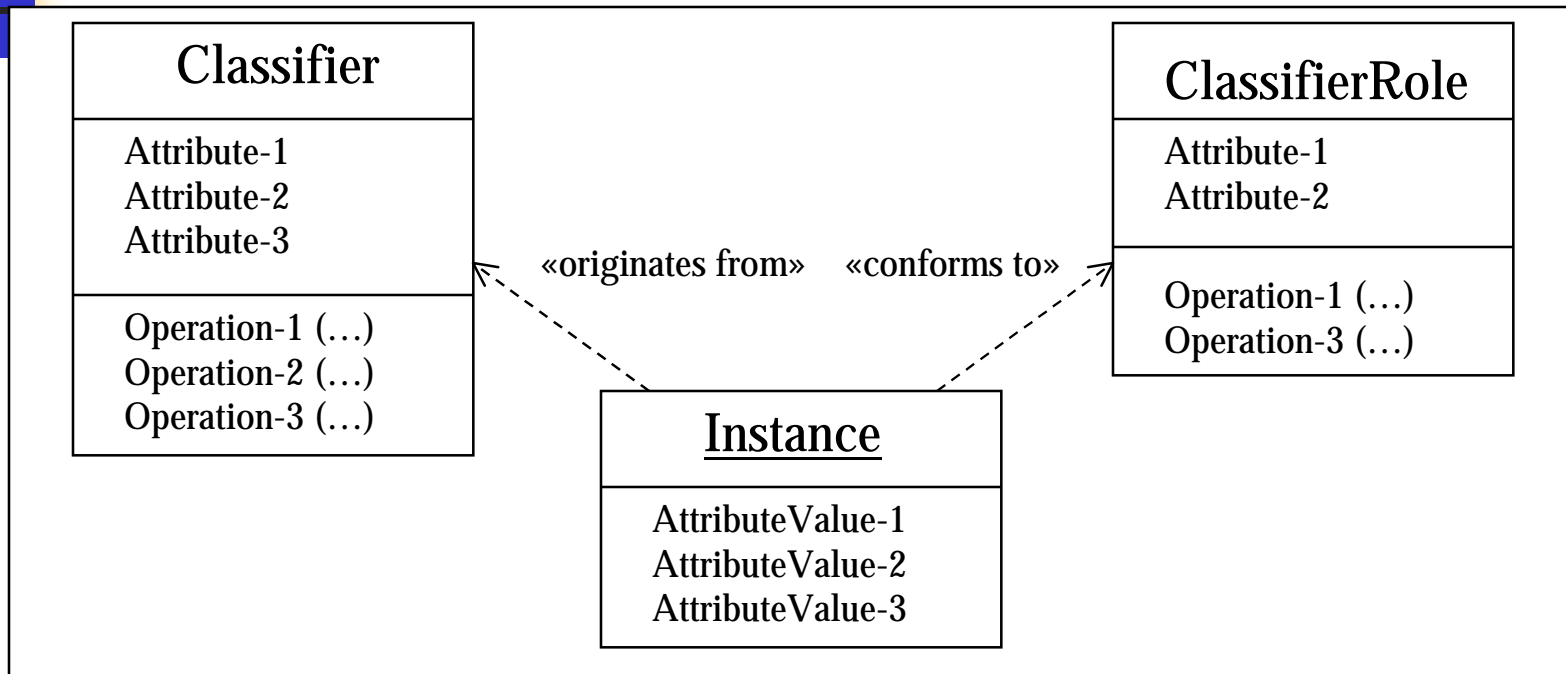 Classifier
Attribute-1
Attribute-2
Attribute-3
Operation-1 (…)
Operation-2 (…)
Operation-3 (…)
«originates from» «conforms to»
ClassifierRole
Attribute-1
Attribute-2
Operation-1 (…)
Operation-3 (…)
Instance
AttributeValue-1
AttributeValue-2
AttributeValue-3